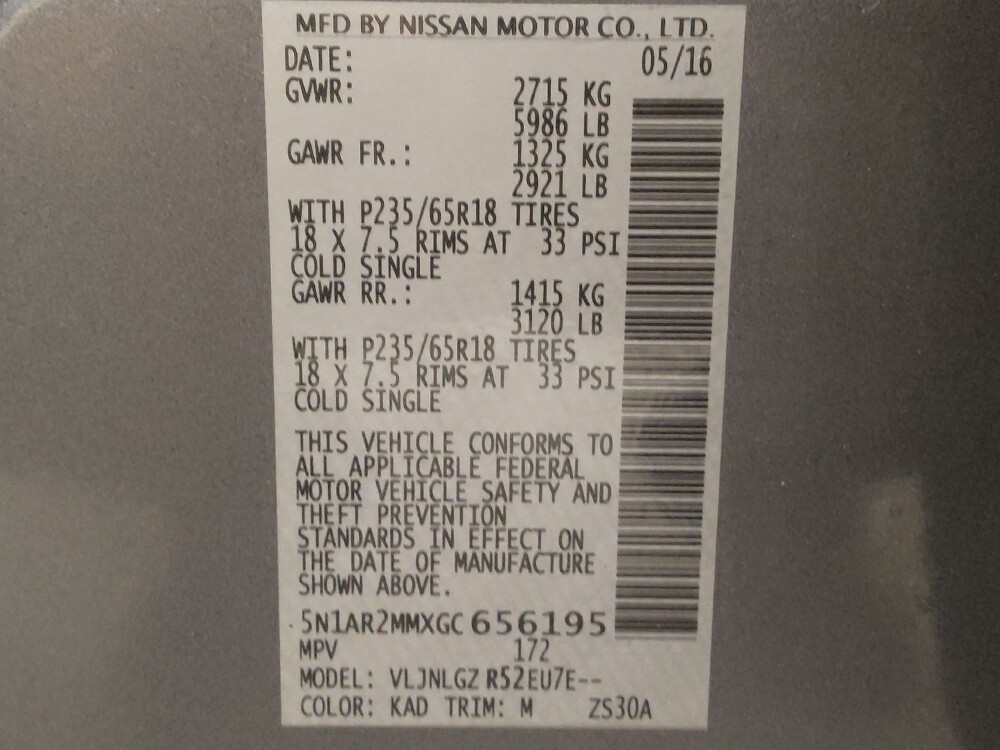 MFD BY NISSAN MOTOR CO., LTD.
DATE: 05/16
GVWR: 2715 KG
5986 LB
GAWR FR.: 1325 KG
2921 LB
WITH P235/65R18 TIRES
18 X 7.5 RIMS AT 33 PSI
COLD SINGLE
GAWR RR.: 1415 KG
3120 LB
WITH P235/65R18 TIRES
18 X 7.5 RIMS AT 33 PSI
COLD SINGLE
THIS VEHICLE CONFORMS TO
ALL APPLICABLE FEDERAL
MOTOR VEHICLE SAFETY AND
THEFT PREVENTION
STANDARDS IN EFFECT ON
THE DATE OF MANUFACTURE
SHOWN ABOVE.
5N1AR2MMXGC656195
MPV 172
MODEL: VLJNLGZ R52EU7E--
COLOR: KAD TRIM: M ZS30A